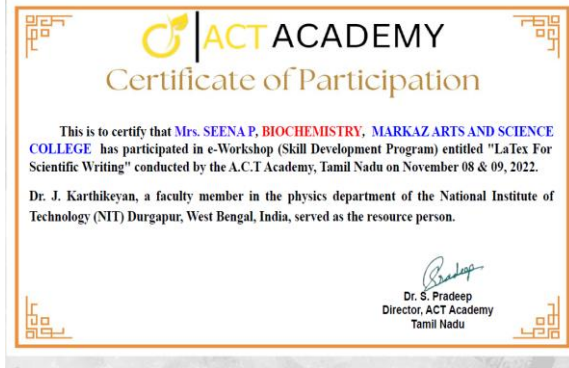 ACT ACADEMY
Certificate of Participation
This is to certify that Mrs. SEENA P, BIOCHEMISTRY, MARKAZ ARTS AND SCIENCE
COLLEGE has participated in e-Workshop (Skill Development Program) entitled "LaTex For
Scientific Writing" conducted by the A.C.T Academy, Tamil Nadu on November 08 & 09, 2022.
Dr. J. Karthikeyan, a faculty member in the physics department of the National Institute of
Technology (NIT) Durgapur, West Bengal, India, served as the resource person.
Pradeep
Dr. S. Pradeep
Director, ACT Academy
Tamil Nadu